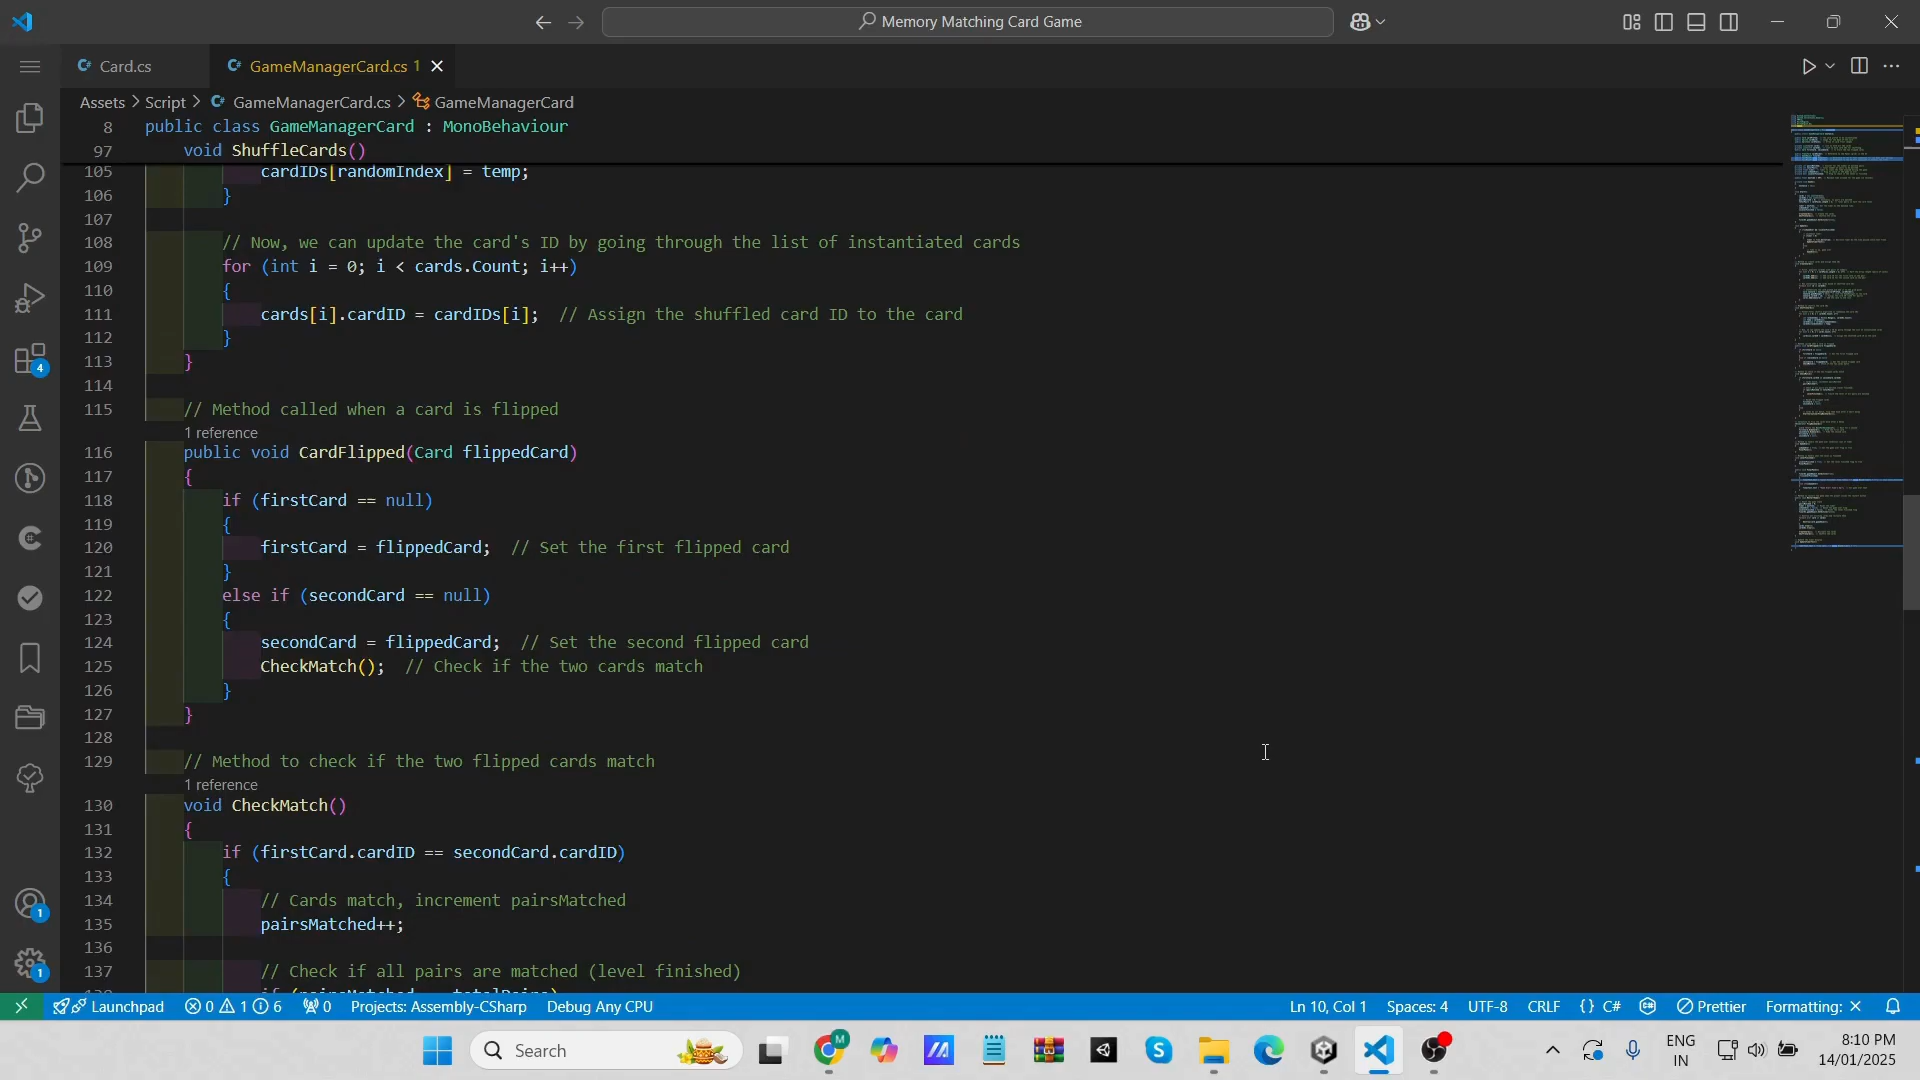 Memory Matching Card Game
Card.cs
GameManagerCard.cs 1
Assets > Script > GameManagerCard.cs > GameManagerCard
8 public class GameManagerCard : MonoBehaviour
97 void ShuffleCards()
105 cardIDs[randomIndex] = temp;
106 }
107
108 // Now, we can update the card's ID by going through the list of instantiated cards
109 for (int i = 0; i < cards.Count; i++)
110 {
111 cards[i].cardID = cardIDs[i]; // Assign the shuffled card ID to the card
112 }
113 }
114
115 // Method called when a card is flipped
1 reference
116 public void CardFlipped(Card flippedCard)
117 {
118 if (firstCard == null)
119 {
120 firstCard = flippedCard; // Set the first flipped card
121 }
122 else if (secondCard == null)
123 {
124 secondCard = flippedCard; // Set the second flipped card
125 CheckMatch(); // Check if the two cards match
126 }
127 }
128
129 // Method to check if the two flipped cards match
1 reference
130 void CheckMatch()
131 {
132 if (firstCard.cardID == secondCard.cardID)
133 {
134 // Cards match, increment pairsMatched
135 pairsMatched++;
136
137 // Check if all pairs are matched (level finished)
4
1
1
Launchpad 0 1 6 0 Projects: Assembly-CSharp Debug Any CPU Ln 10, Col 1 Spaces: 4 UTF-8 CRLF {} C# Prettier Formatting: ×
Search
M
ENG
IN
8:10 PM
14/01/2025